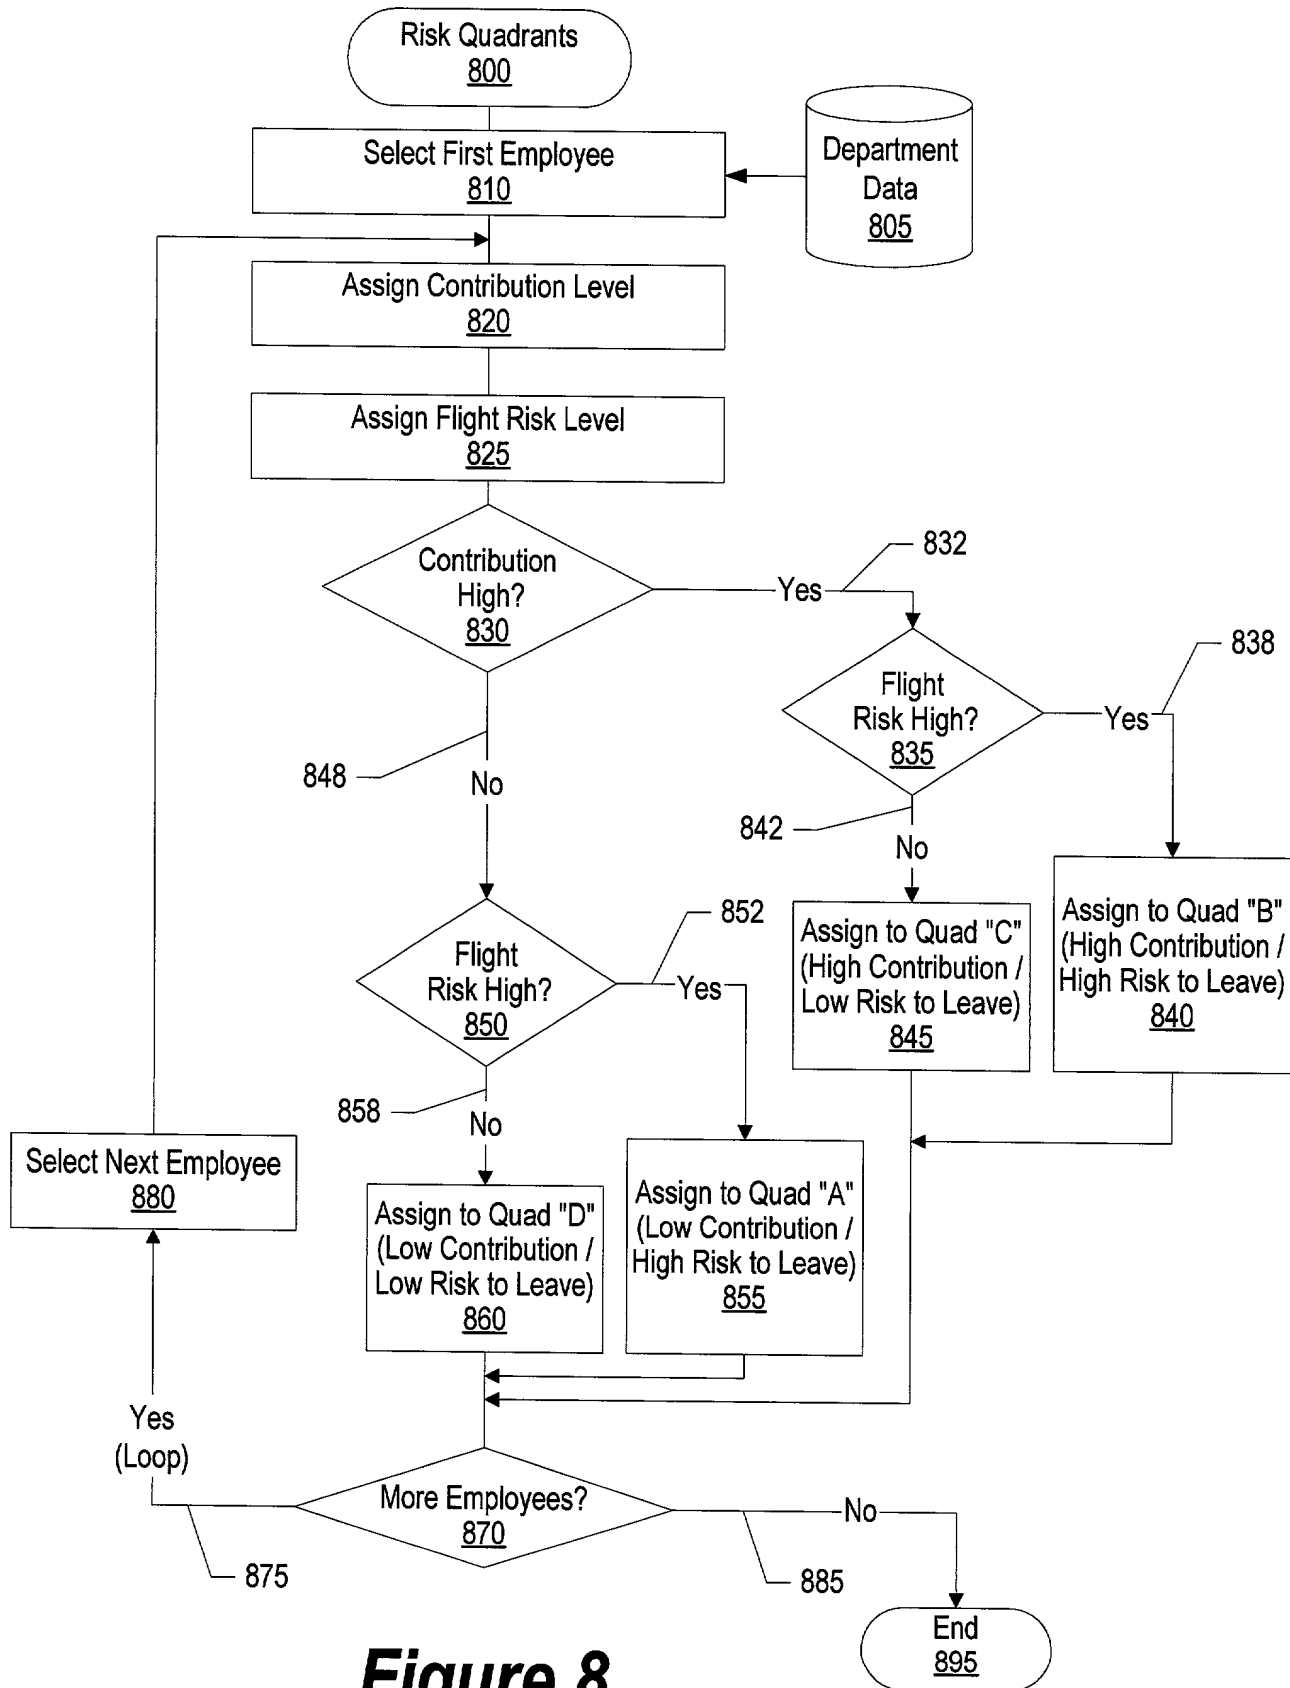 Risk Quadrants
800
Department
Data
805
Select First Employee
810
Assign Contribution Level
820
Assign Flight Risk Level
825
Contribution
High?
830
Yes
832
Flight
Risk High?
835
Yes
838
848
No
842
No
Assign to Quad "B"
(High Contribution /
High Risk to Leave)
840
Assign to Quad "C"
(High Contribution /
Low Risk to Leave)
845
Flight
Risk High?
850
852
Yes
858
No
Select Next Employee
880
Assign to Quad "A"
(Low Contribution /
High Risk to Leave)
855
Assign to Quad "D"
(Low Contribution /
Low Risk to Leave)
860
Yes
(Loop)
More Employees?
870
No
875
885
End
895
Figure 8